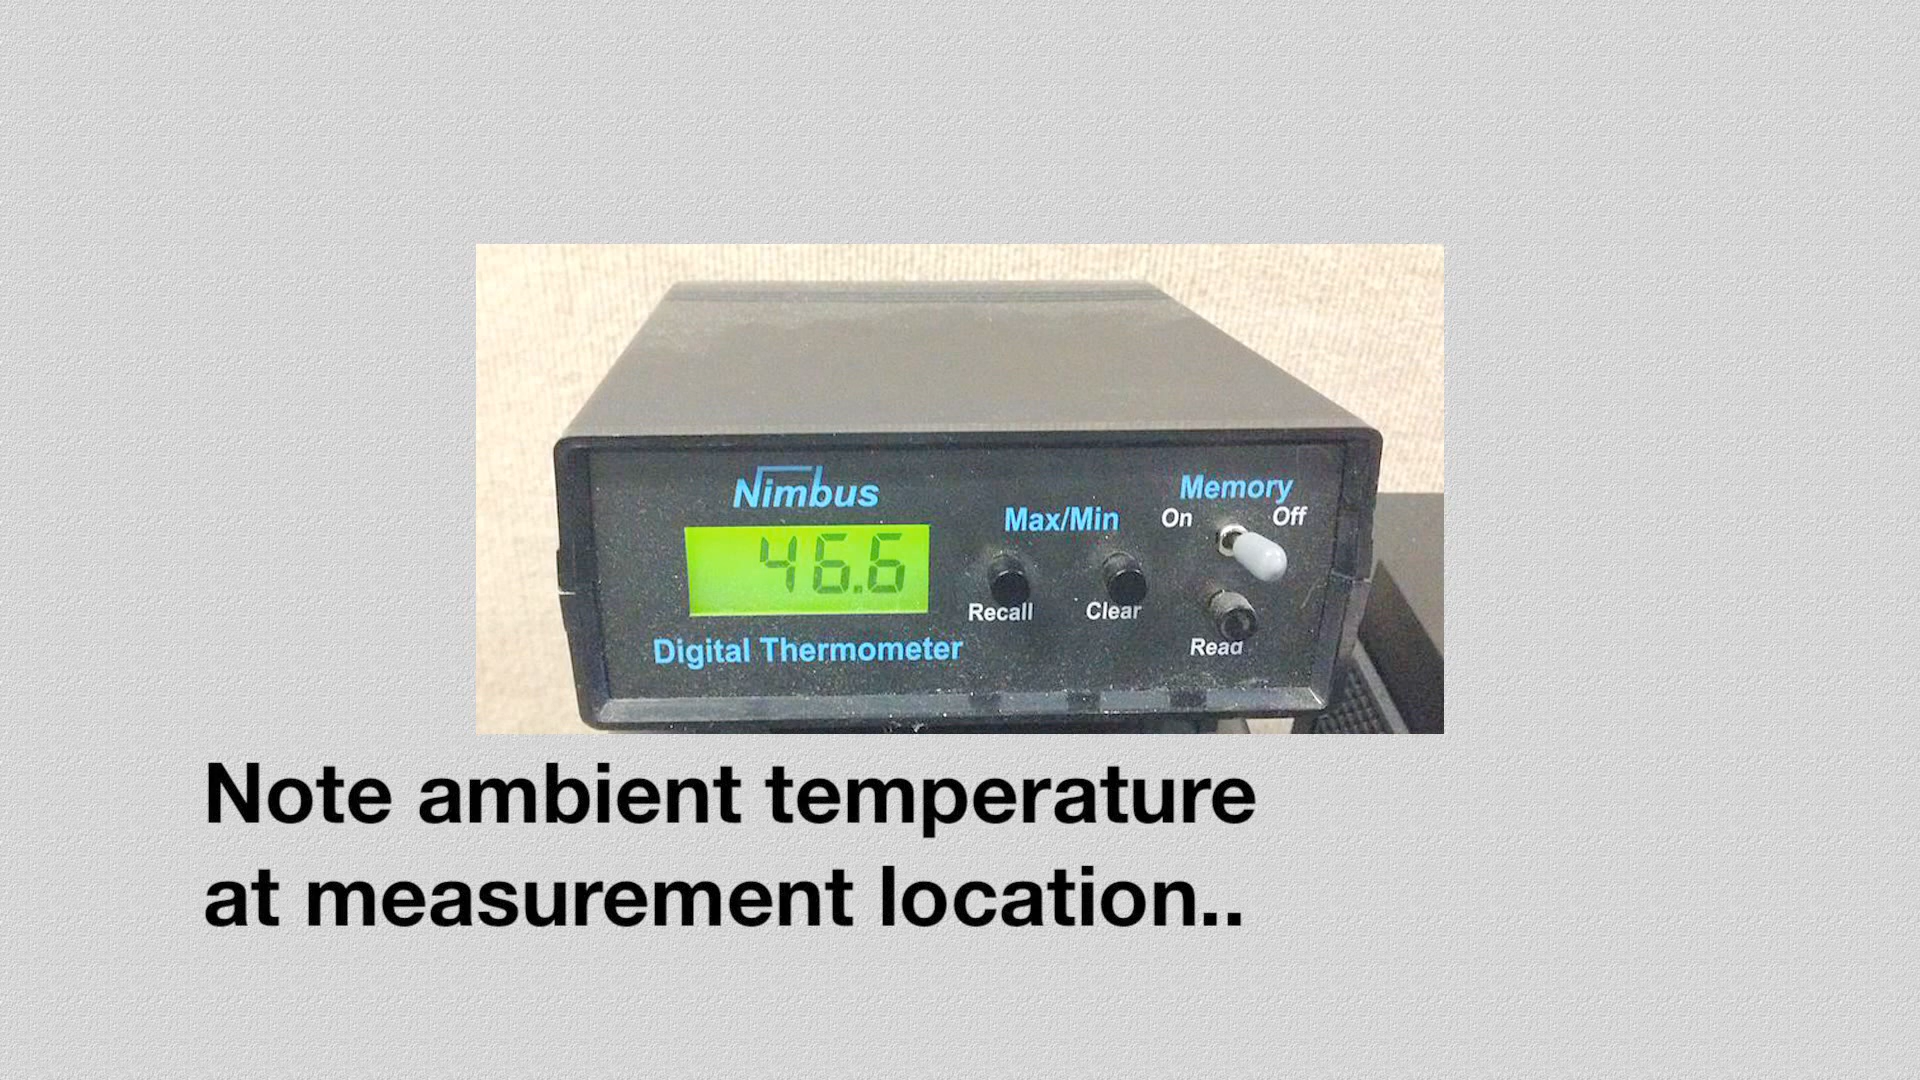 Nimbus
46.6
Digital Thermometer
Max/Min
Recall Clear
Memory
On Off
Read
Note ambient temperature
at measurement location..